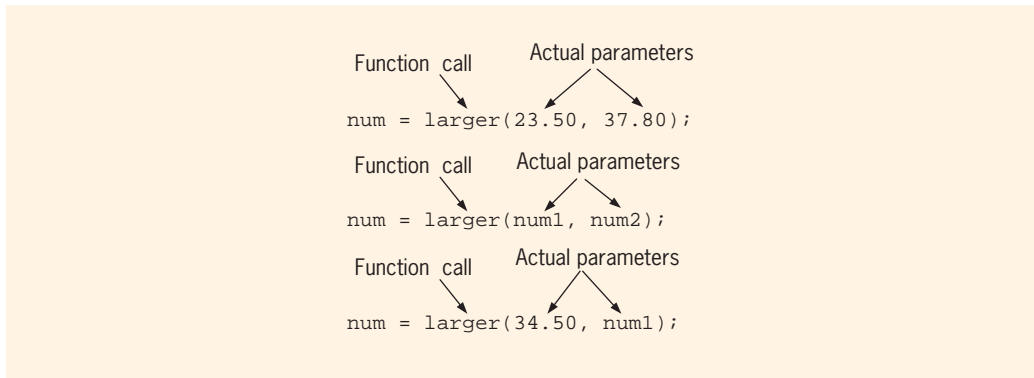 Function call Actual parameters
num = larger(23.50, 37.80);
Function call Actual parameters
num = larger(num1, num2);
Function call Actual parameters
num = larger(34.50, num1);